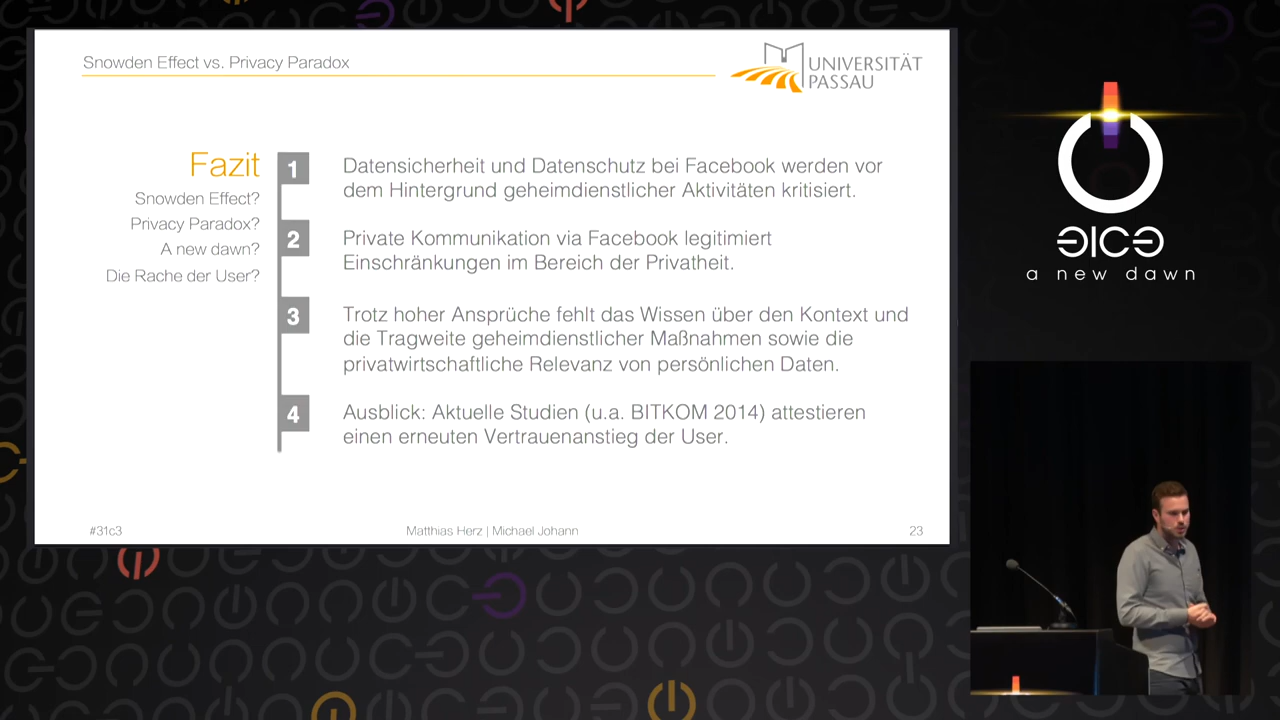 Snowden Effect vs. Privacy Paradox
UNIVERSITÄT
PASSAU
Fazit
Snowden Effect?
Privacy Paradox?
A new dawn?
Die Rache der User?
1
Datensicherheit und Datenschutz bei Facebook werden vor
dem Hintergrund geheimdienstlicher Aktivitäten kritisiert.
2
Private Kommunikation via Facebook legitimiert
Einschränkungen im Bereich der Privatheit.
3
Trotz hoher Ansprüche fehlt das Wissen über den Kontext und
die Tragweite geheimdienstlicher Maßnahmen sowie die
privatwirtschaftliche Relevanz von persönlichen Daten.
4
Ausblick: Aktuelle Studien (u.a. BITKOM 2014) attestieren
einen erneuten Vertrauenanstieg der User.
#31c3
Matthias Herz | Michael Johann
23
31C3
a new dawn